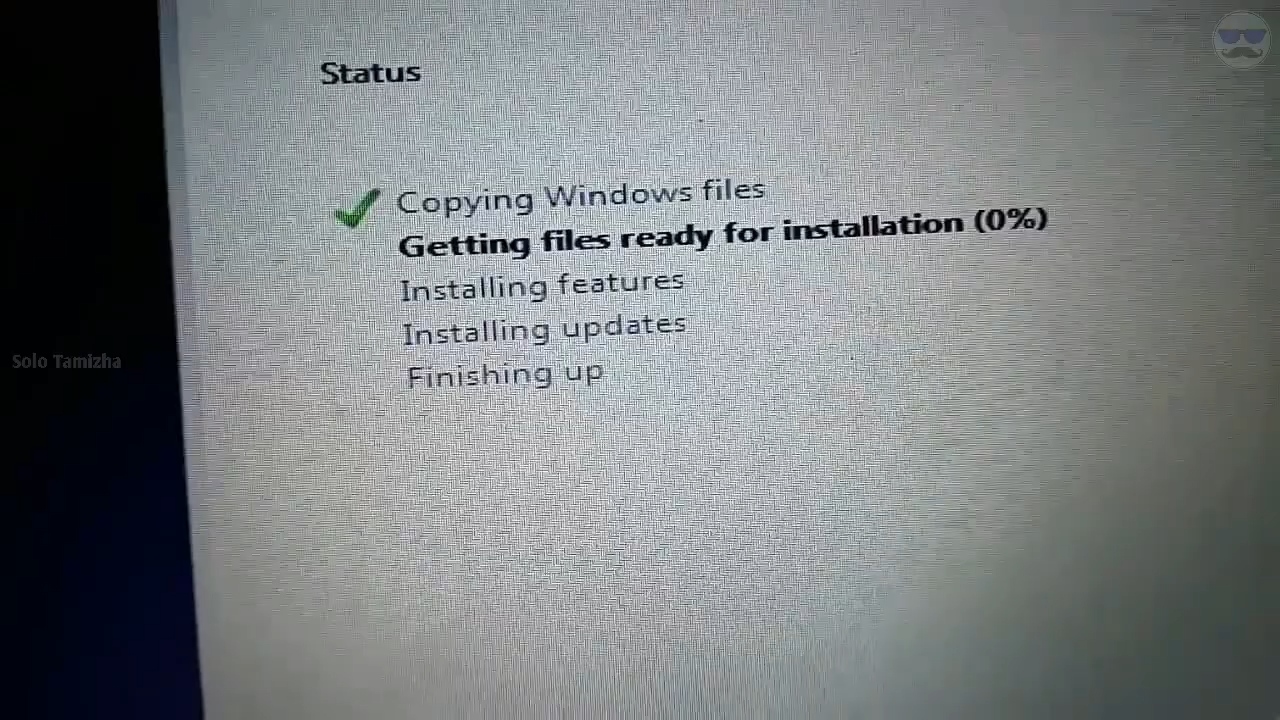 Status
Copying Windows files
Getting files ready for installation (0%)
Installing features
Installing updates
Finishing up
Solo Tamizha